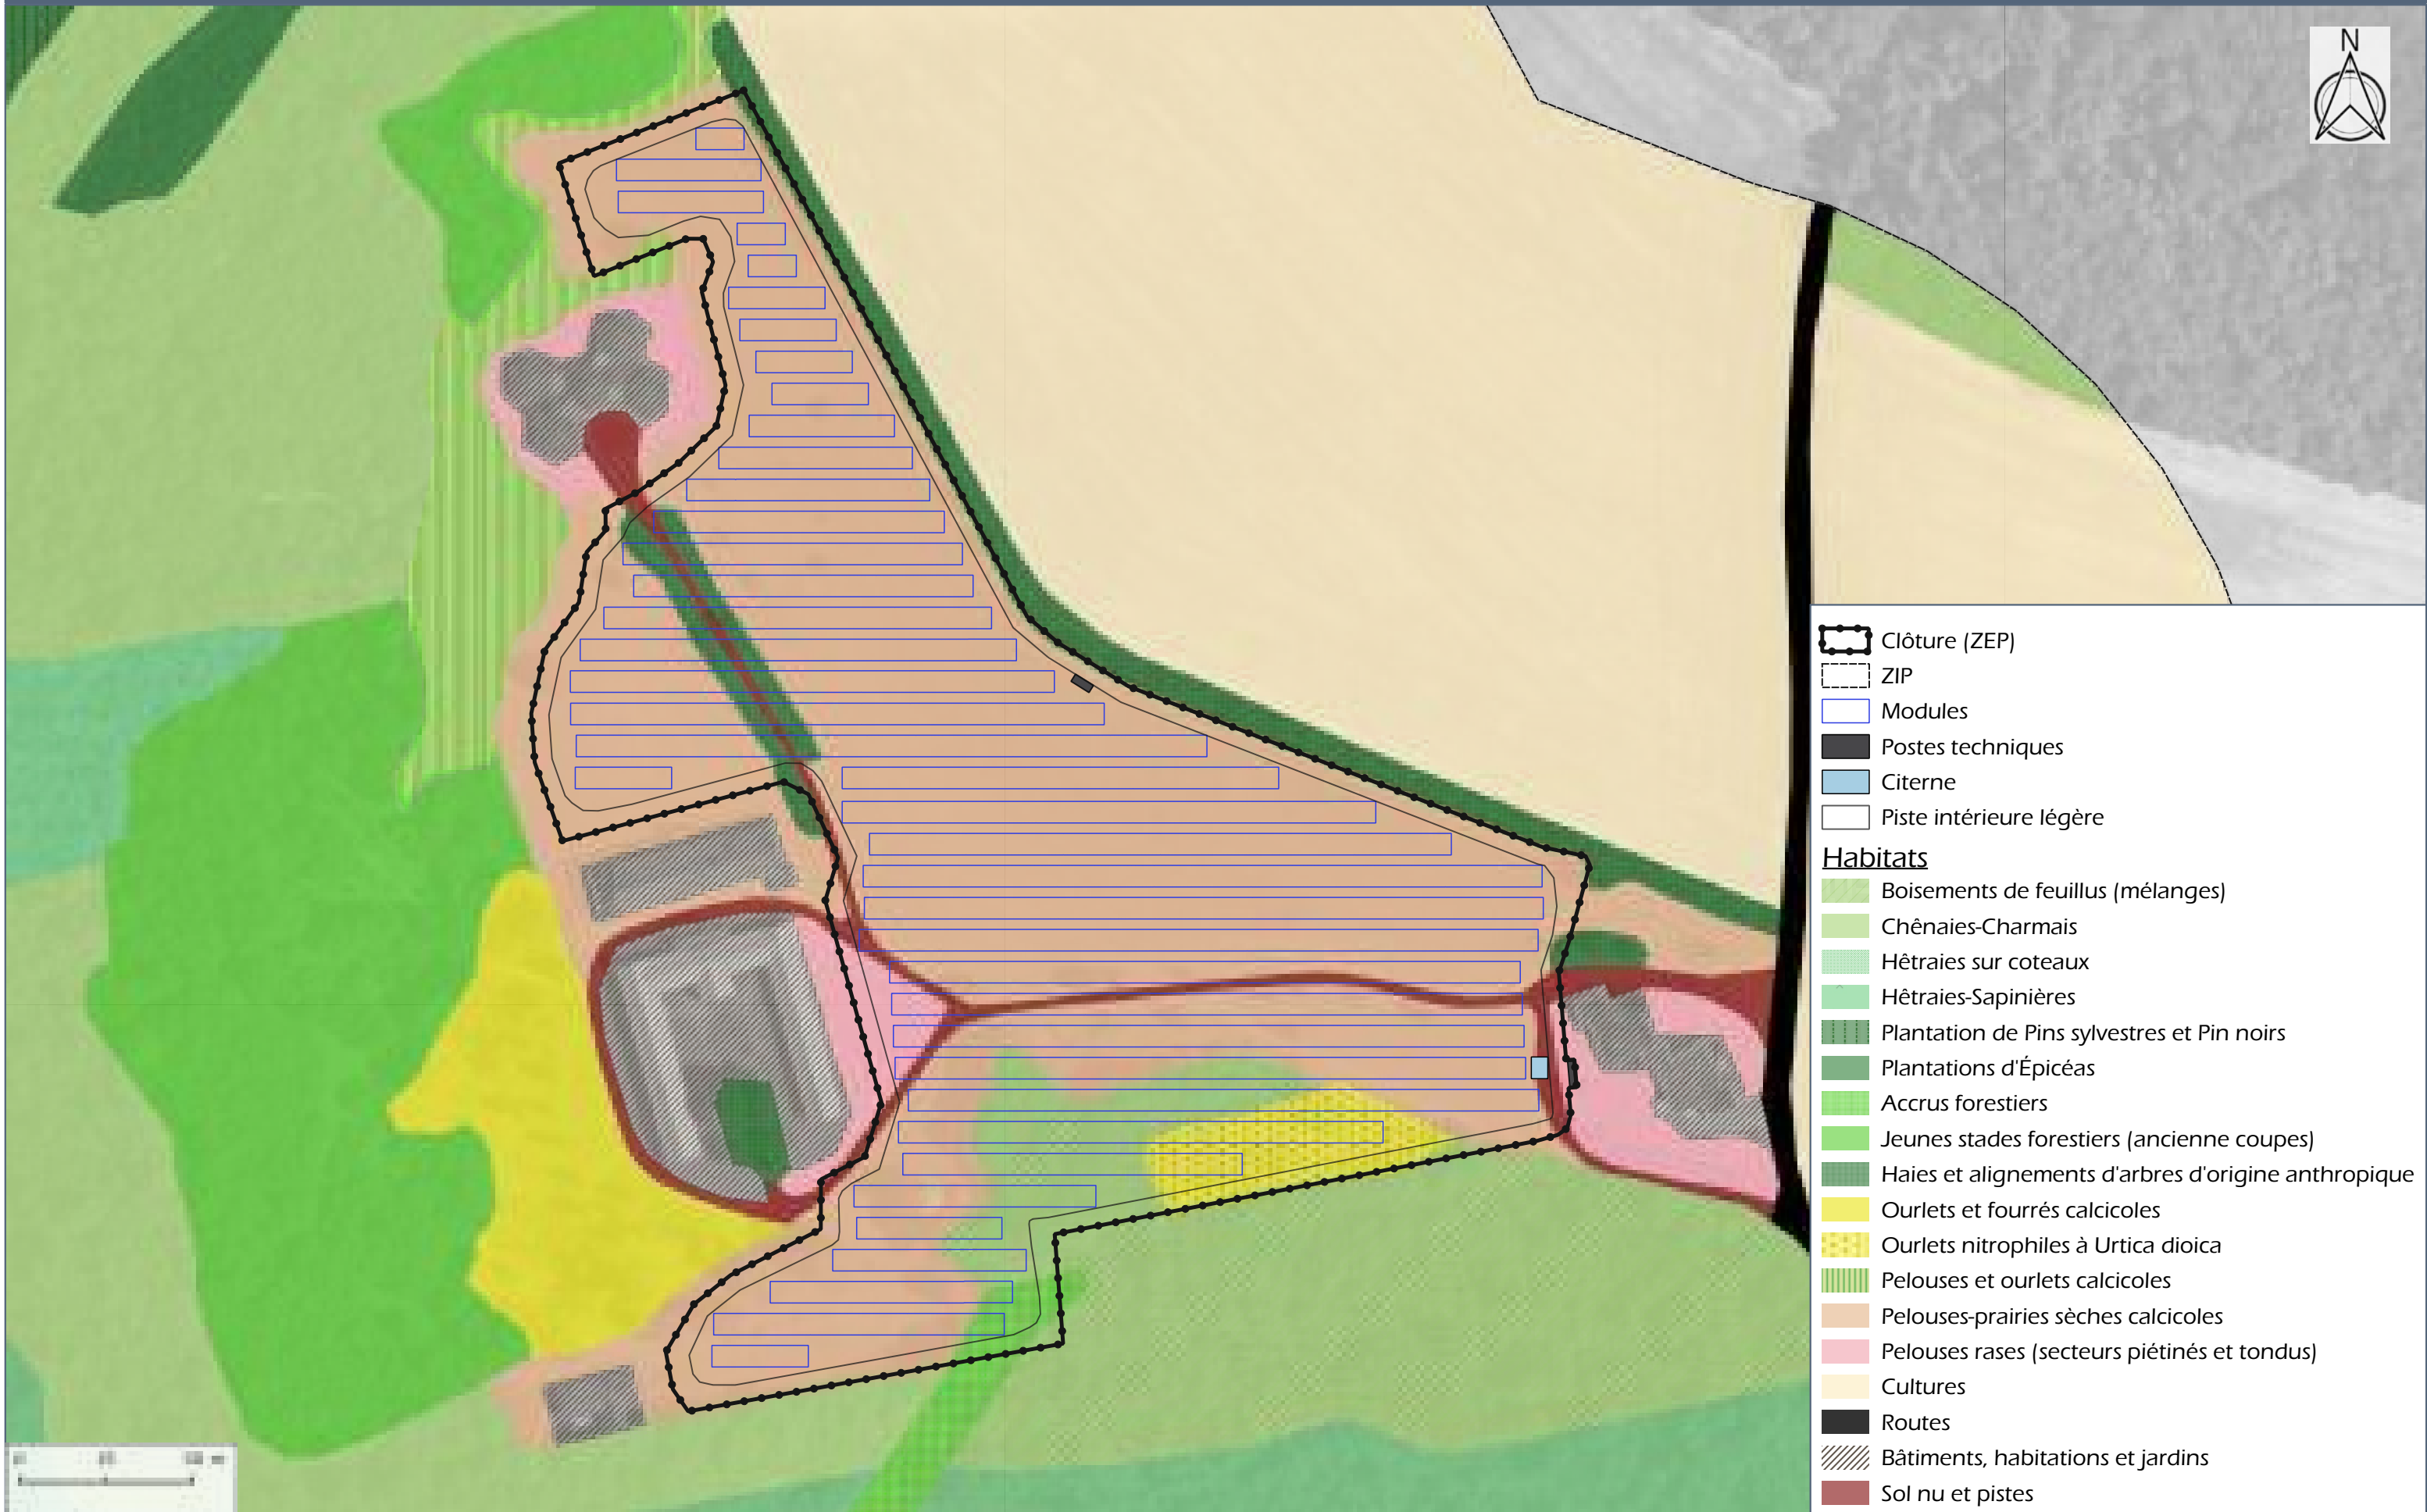 N
Clôture (ZEP)
ZIP
Modules
Postes techniques
Citerne
Piste intérieure légère
Habitats
Boisements de feuillus (mélanges)
Chênaies-Charmais
Hêtraies sur coteaux
Hêtraies-Sapinières
Plantation de Pins sylvestres et Pin noirs
Plantations d'Épicéas
Accrus forestiers
Jeunes stades forestiers (ancienne coupes)
Haies et alignements d'arbres d'origine anthropique
Ourlets et fourrés calcicoles
Ourlets nitrophiles à Urtica dioica
Pelouses et ourlets calcicoles
Pelouses-prairies sèches calcicoles
Pelouses rases (secteurs piétinés et tondus)
Cultures
Routes
Bâtiments, habitations et jardins
Sol nu et pistes